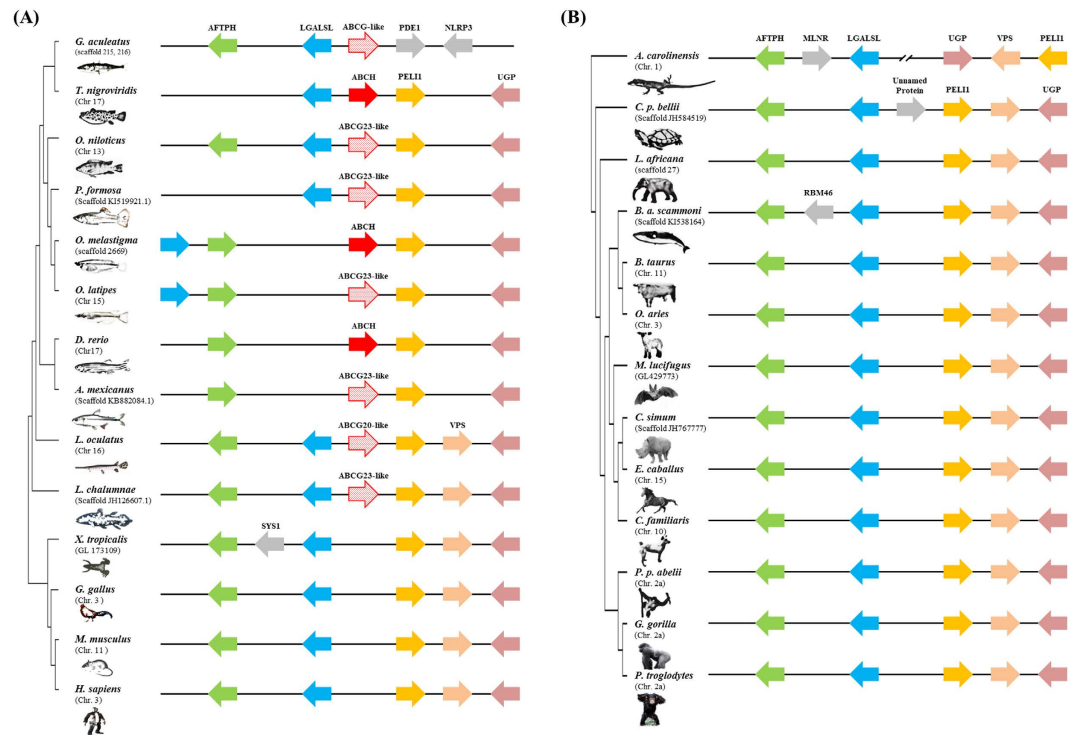 (A)
AFTPH LGALSL ABCG-like PDE1 NLRP3
G. aculeatus
(scaffold 215, 216)
ABCH PELI1 UGP
T. nigroviridis
(Chr 17)
ABCG23-like
O. niloticus
(Chr 13)
ABCG23-like
P. formosa
(Scaffold KI519921.1)
ABCH
O. melastigma
(scaffold 2669)
ABCG23-like
O. latipes
(Chr 15)
ABCH
D. rerio
(Chr17)
ABCG23-like
A. mexicanus
(Scaffold KB882084.1)
ABCG20-like VPS
L. oculatus
(Chr 16)
ABCG23-like
L. chalumnae
(Scaffold JH126607.1)
SYS1
X. tropicalis
(GL 173109)
G. gallus
(Chr. 3 )
M. musculus
(Chr. 11 )
H. sapiens
(Chr. 3)
(B)
AFTPH MLNR LGALSL UGP VPS PELI1
A. carolinensis
(Chr. 1)
Unnamed
Protein PELI1 UGP
C. p. bellii
(Scaffold JH584519)
L. africana
(scaffold 27)
RBM46
B. a. scammoni
(Scaffold KI538164)
B. taurus
(Chr. 11)
O. aries
(Chr. 3)
M. lucifugus
(GL429773)
C. simum
(Scaffold JH767777)
E. caballus
(Chr. 15)
C. familiaris
(Chr. 10)
P. p. abelii
(Chr. 2a)
G. gorilla
(Chr. 2a)
P. troglodytes
(Chr. 2a)